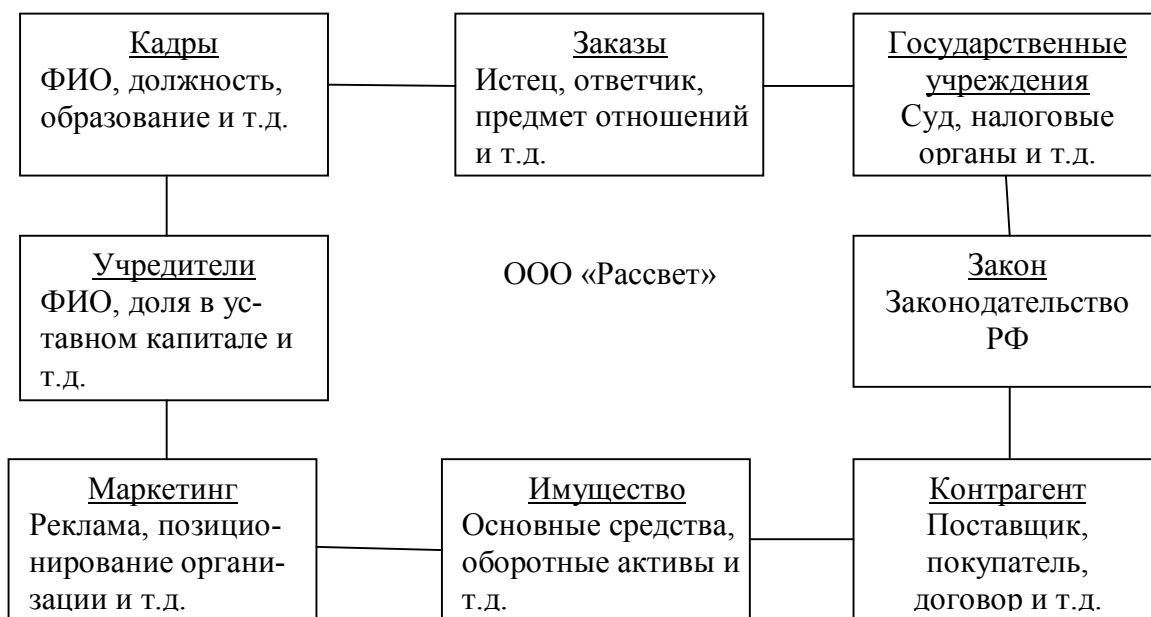 Кадры
ФИО, должность,
образование и т.д.
Заказы
Истец, ответчик,
предмет отношений
и т.д.
Государственные
учреждения
Суд, налоговые
органы и т.д.
Учредители
ФИО, доля в ус-
тавном капитале и
т.д.
ООО «Рассвет»
Закон
Законодательство
РФ
Маркетинг
Реклама, позицио-
нирование органи-
зации и т.д.
Имущество
Основные средства,
оборотные активы и
т.д.
Контрагент
Поставщик,
покупатель,
договор и т.д.